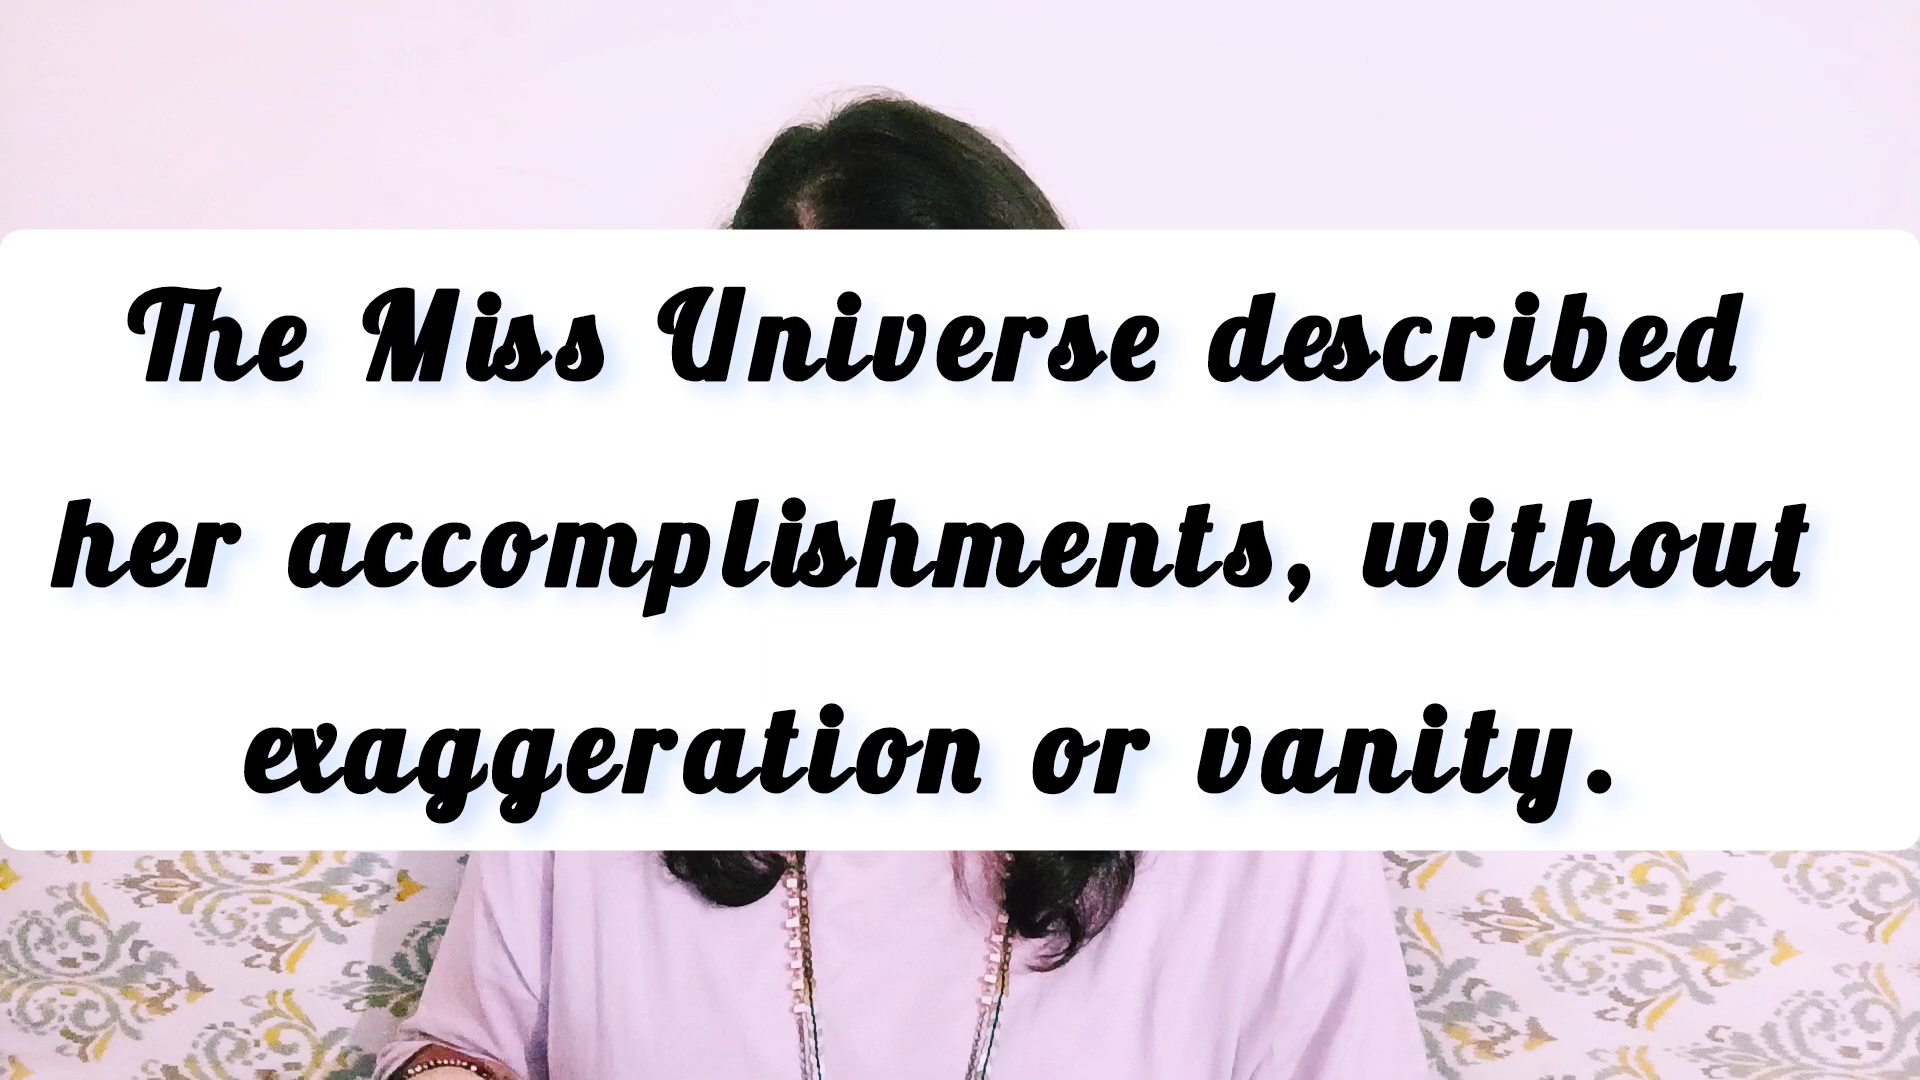 The Miss Universe described
her accomplishments, without
exaggeration or vanity.